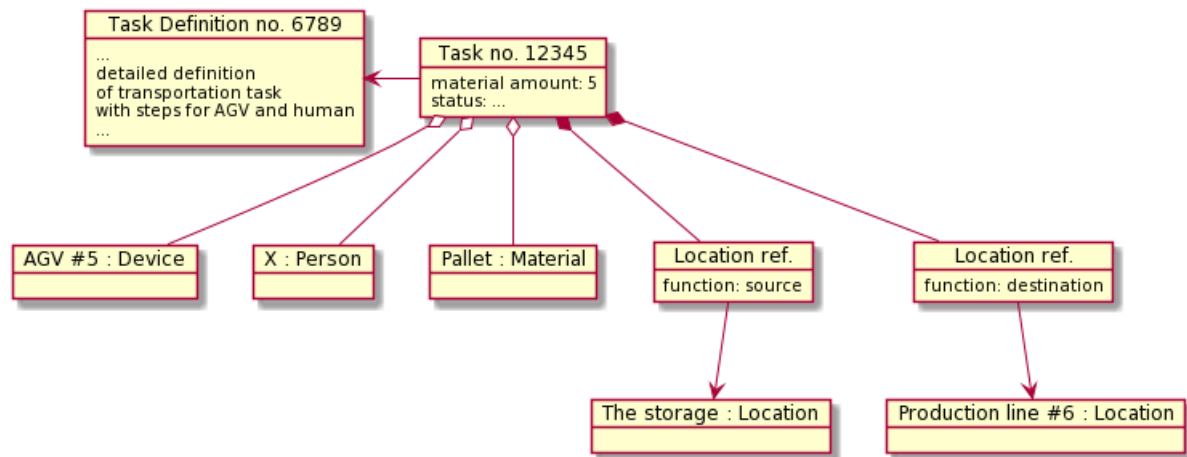 Task Definition no. 6789
...
detailed definition
of transportation task
with steps for AGV and human
...
Task no. 12345
material amount: 5
status: ...
AGV #5 : Device
X : Person
Pallet : Material
Location ref.
function: source
Location ref.
function: destination
The storage : Location
Production line #6 : Location